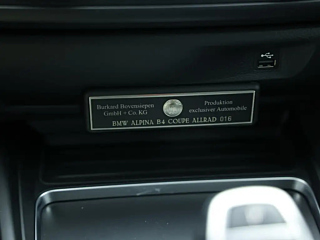 Burkard Bovensiepen
GmbH + Co.KG
Produktion
exclusiver Automobile
BMW ALPINA B4 COUPE ALLRAD 016